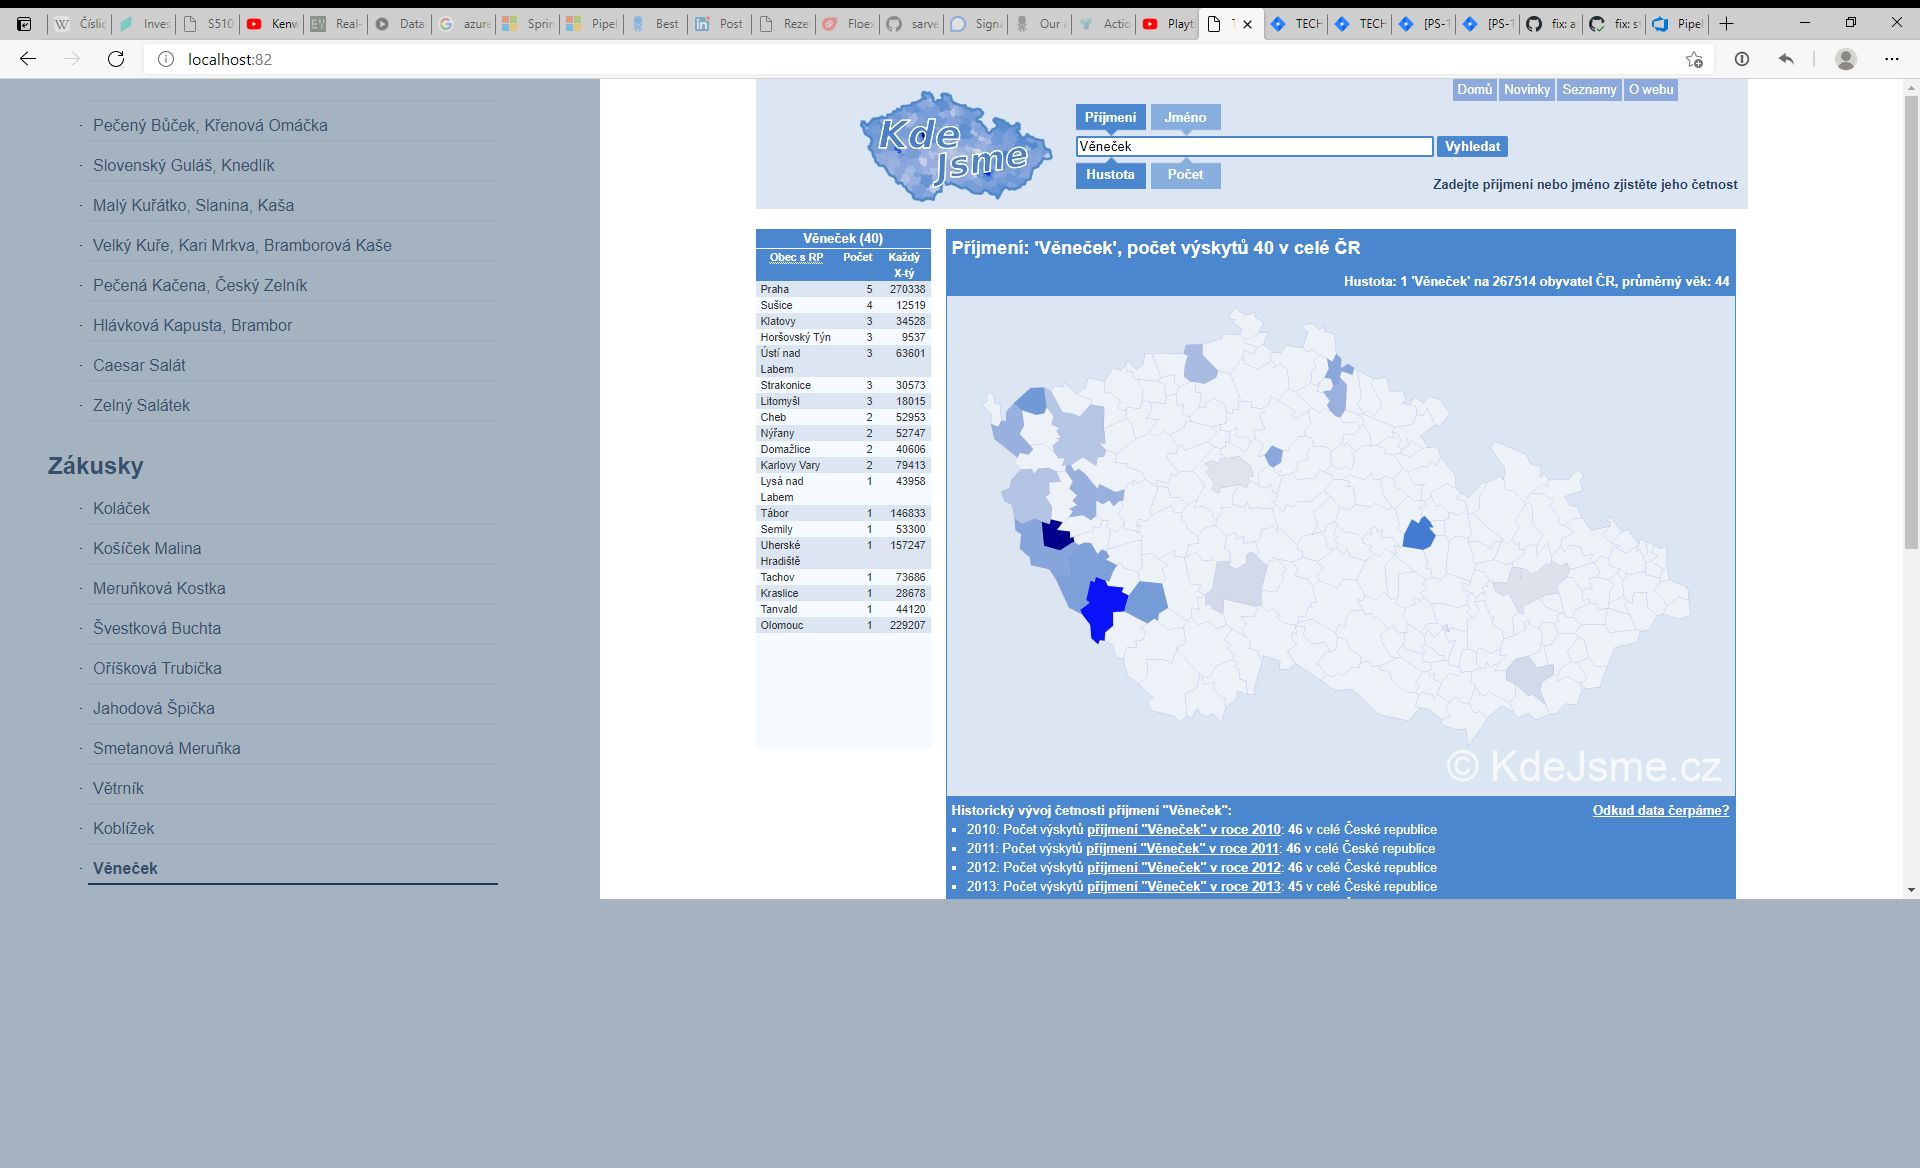 Číslic
Inves
S510
Kenw
Real-
Data
azure
Sprin
Pipel
Best
Post
Reze
Floex
sarve
Signa
Our A
Actio
Playt
TECH
TECH
[PS-1
[PS-1
fix: a
fix: st
Pipel
localhost:82
· Pečený Bůček, Křenová Omáčka
· Slovenský Guláš, Knedlík
· Malý Kuřátko, Slanina, Kaša
· Velký Kuře, Kari Mrkva, Bramborová Kaše
· Pečená Kačena, Český Zelník
· Hlávková Kapusta, Brambor
· Caesar Salát
· Zelný Salátek
Zákusky
· Koláček
· Košíček Malina
· Meruňková Kostka
· Švestková Buchta
· Oříšková Trubička
· Jahodová Špička
· Smetanová Meruňka
· Větrník
· Koblížek
· Věneček
Domů Novinky Seznamy O webu
Kde
Jsme
Příjmení Jméno
Věneček Vyhledat
Hustota Počet
Zadejte příjmení nebo jméno zjistěte jeho četnost
Věneček (40)
Obec s RP Počet Každý
X-tý
Praha 5 270338
Sušice 4 12519
Klatovy 3 34528
Horšovský Týn 3 9537
Ústí nad 3 63601
Labem
Strakonice 3 30573
Litomyšl 3 18015
Cheb 2 52953
Nýřany 2 52747
Domažlice 2 40606
Karlovy Vary 2 79413
Lysá nad 1 43958
Labem
Tábor 1 146833
Semily 1 53300
Uherské 1 157247
Hradiště
Tachov 1 73686
Kraslice 1 28678
Tanvald 1 44120
Olomouc 1 229207
Příjmení: 'Věneček', počet výskytů 40 v celé ČR
Hustota: 1 'Věneček' na 267514 obyvatel ČR, průměrný věk: 44
© KdeJsme.cz
Historický vývoj četnosti příjmení "Věneček": Odkud data čerpáme?
▪ 2010: Počet výskytů příjmení "Věneček" v roce 2010: 46 v celé České republice
▪ 2011: Počet výskytů příjmení "Věneček" v roce 2011: 46 v celé České republice
▪ 2012: Počet výskytů příjmení "Věneček" v roce 2012: 46 v celé České republice
▪ 2013: Počet výskytů příjmení "Věneček" v roce 2013: 45 v celé České republice